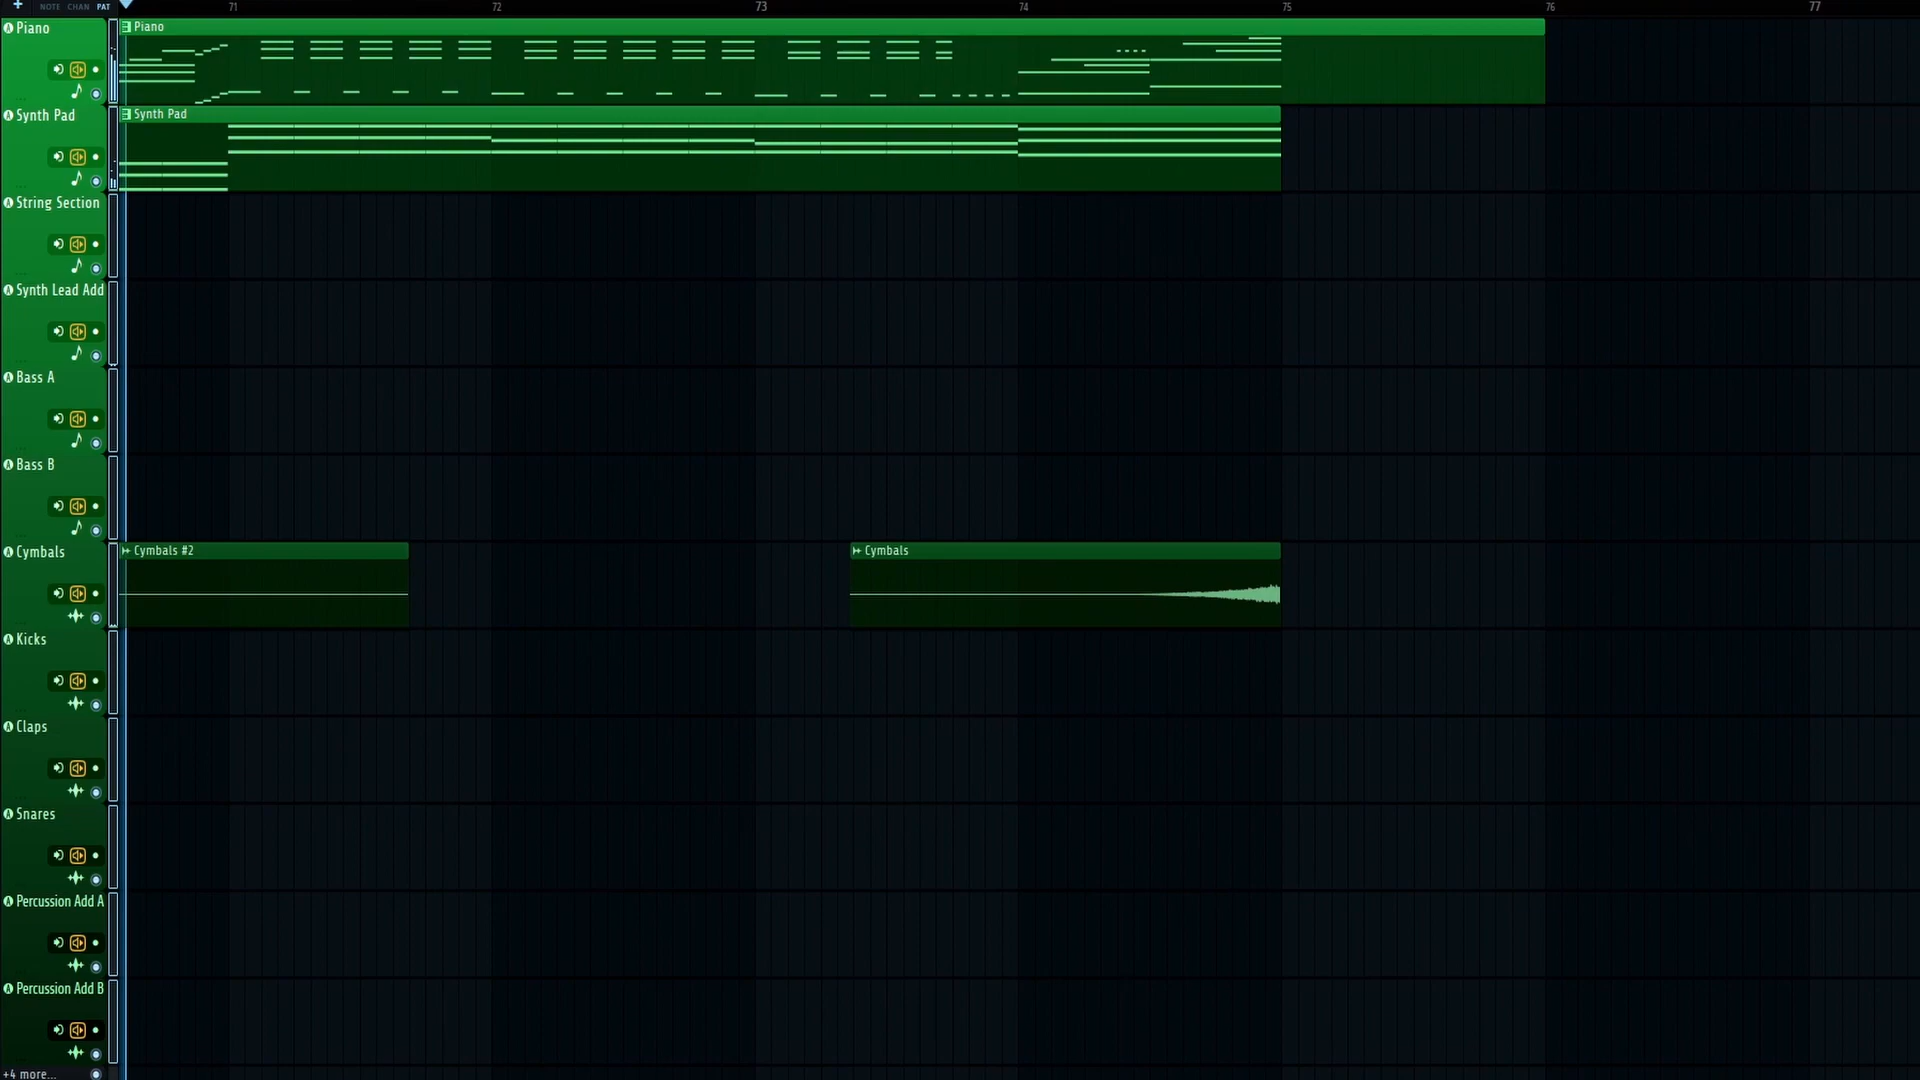 NOTE CHAN PAT
71 72 73 74 75 76 77
Piano
Piano
Synth Pad
Synth Pad
String Section
Synth Lead Add
Bass A
Bass B
Cymbals
Cymbals #2
Cymbals
Kicks
Claps
Snares
Percussion Add A
Percussion Add B
+4 more...